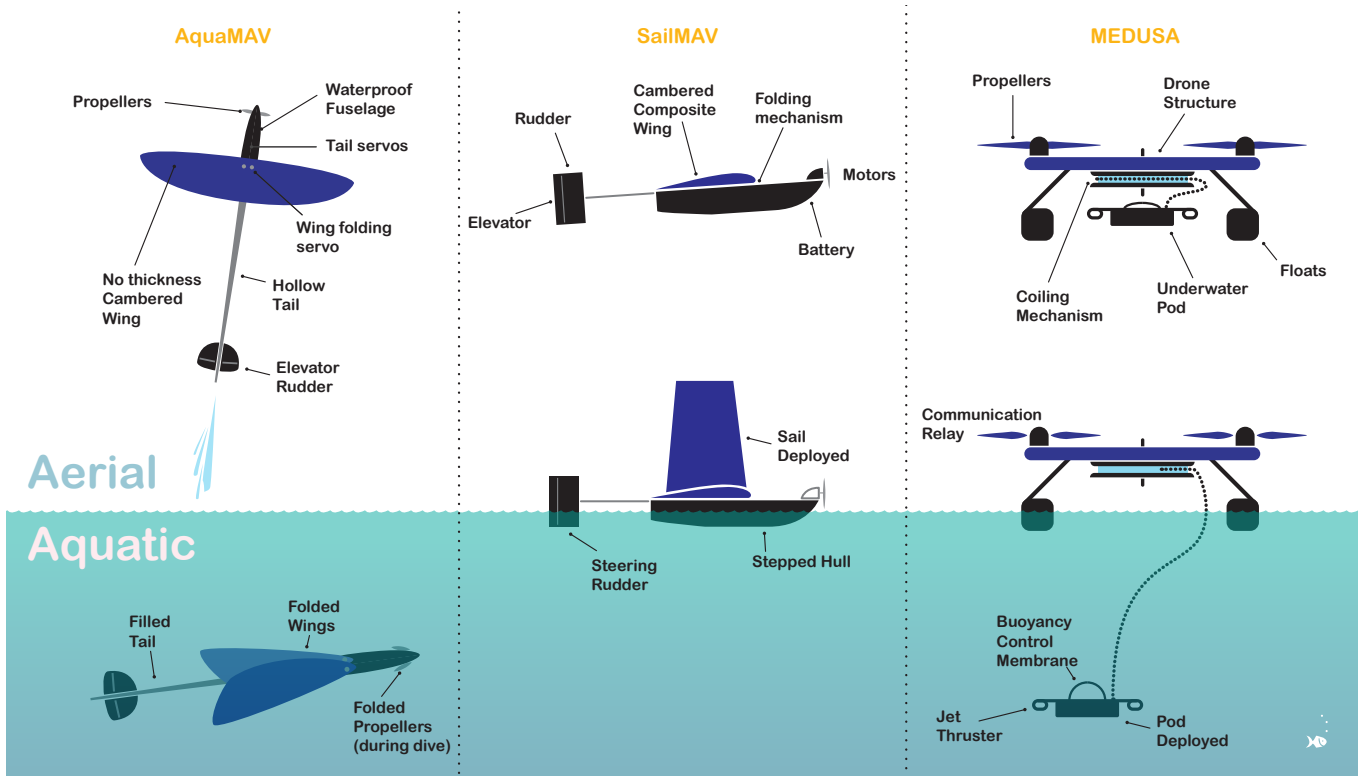 AquaMAV
Propellers
Waterproof
Fuselage
Tail servos
Wing folding
servo
No thickness
Cambered
Wing
Hollow
Tail
Elevator
Rudder
Aerial
Aquatic
Filled
Tail
Folded
Wings
Folded
Propellers
(during dive)
SailMAV
Rudder
Cambered
Composite
Wing
Folding
mechanism
Motors
Elevator
Battery
Sail
Deployed
Steering
Rudder
Stepped Hull
MEDUSA
Propellers
Drone
Structure
Floats
Underwater
Pod
Coiling
Mechanism
Communication
Relay
Buoyancy
Control
Membrane
Jet
Thruster
Pod
Deployed